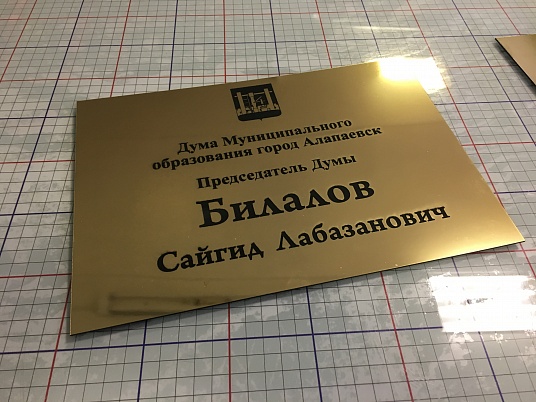 Дума Муниципального
образования город Алапаевск
Председатель Думы
Билалов
Сайгид Лабазанович